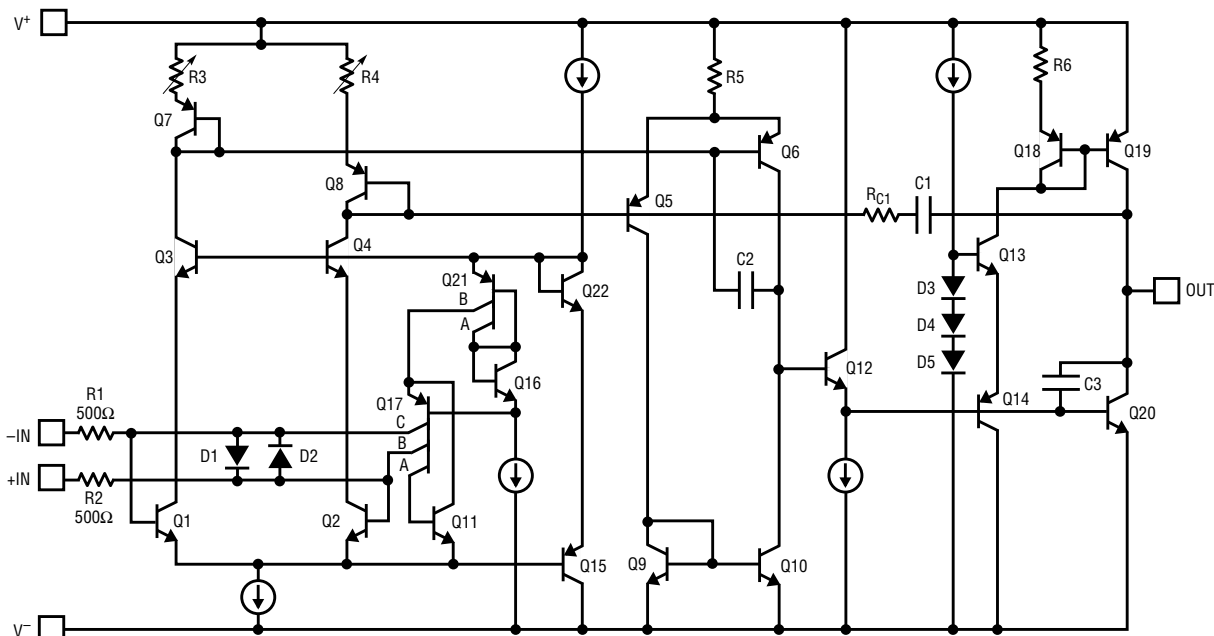 V+
R3
R4
R5
R6
Q7
Q6
Q18
Q19
Q8
Q5
RC1
C1
Q3
Q4
Q21
B
A
Q22
C2
Q13
D3
D4
D5
OUT
Q16
Q12
C3
Q17
Q14
Q20
R1
500Ω
–IN
C
B
A
D1
D2
+IN
R2
500Ω
Q1
Q2
Q11
Q15
Q9
Q10
V–